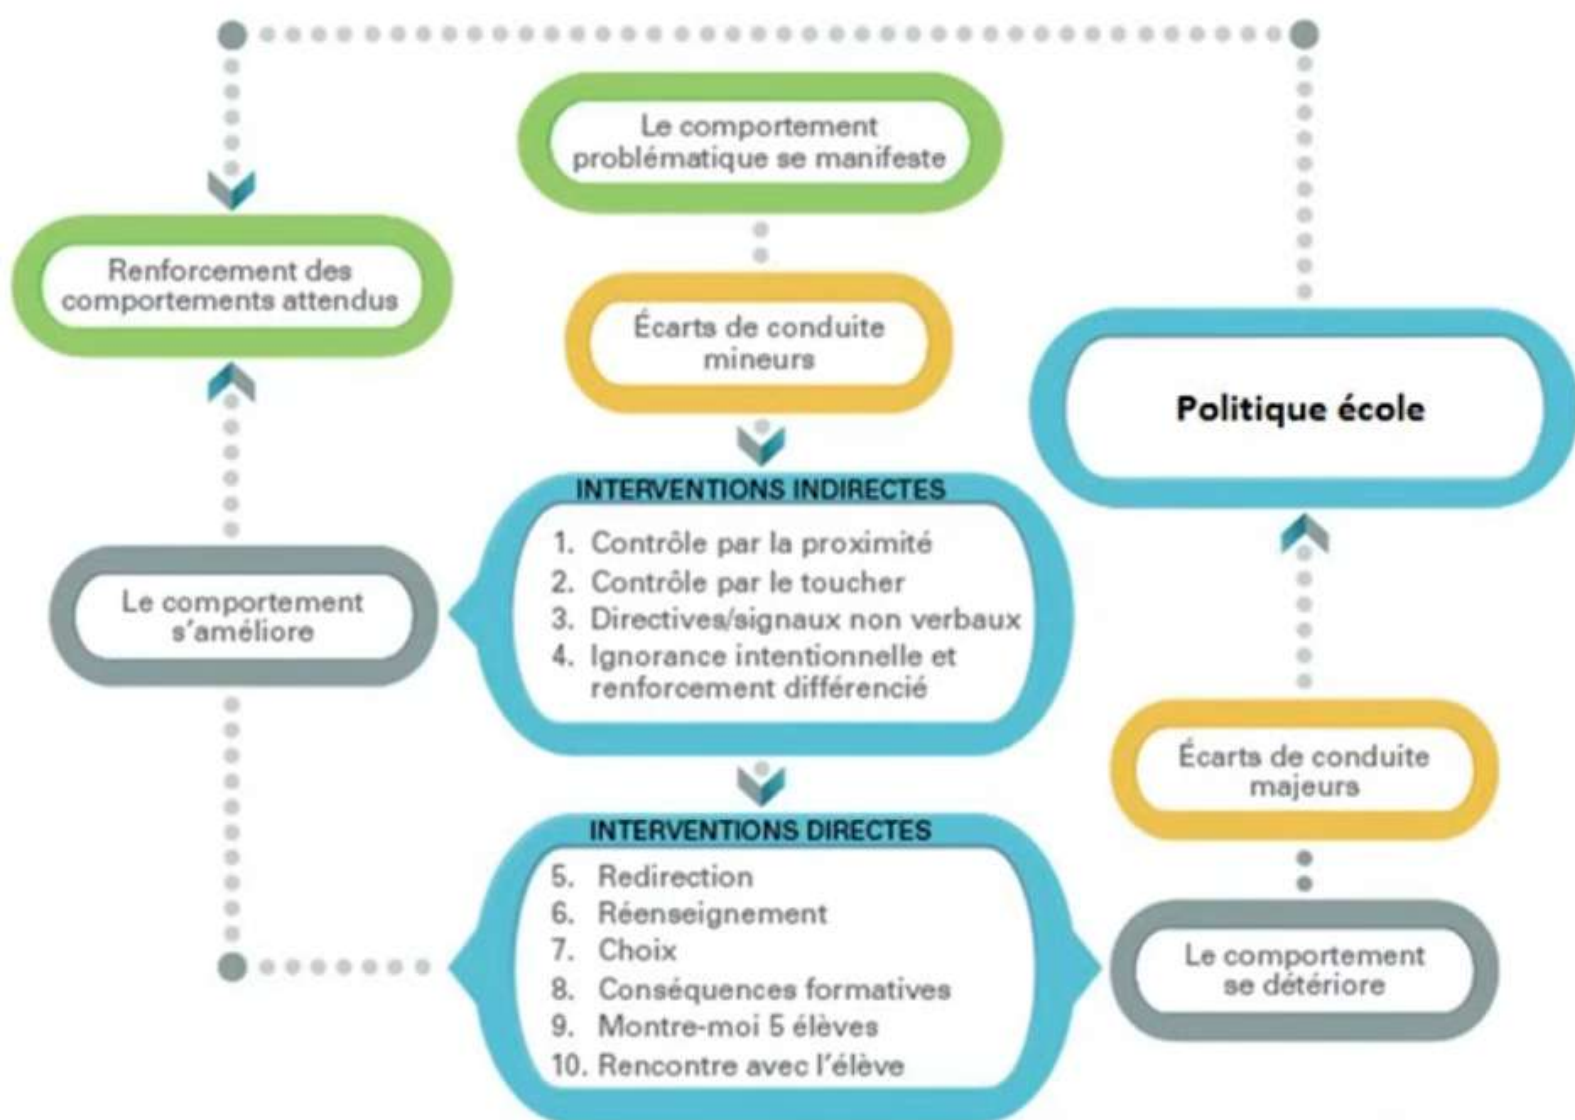 Le comportement
problématique se manifeste
Renforcement des
comportements attendus
Écarts de conduite
mineurs
Politique école
INTERVENTIONS INDIRECTES
1. Contrôle par la proximité
2. Contrôle par le toucher
3. Directives/signaux non verbaux
4. Ignorance intentionnelle et
renforcement différencié
Le comportement
s'améliore
Écarts de conduite
majeurs
INTERVENTIONS DIRECTES
5. Redirection
6. Réenseignement
7. Choix
8. Conséquences formatives
9. Montre-moi 5 élèves
10. Rencontre avec l'élève
Le comportement
se détériore